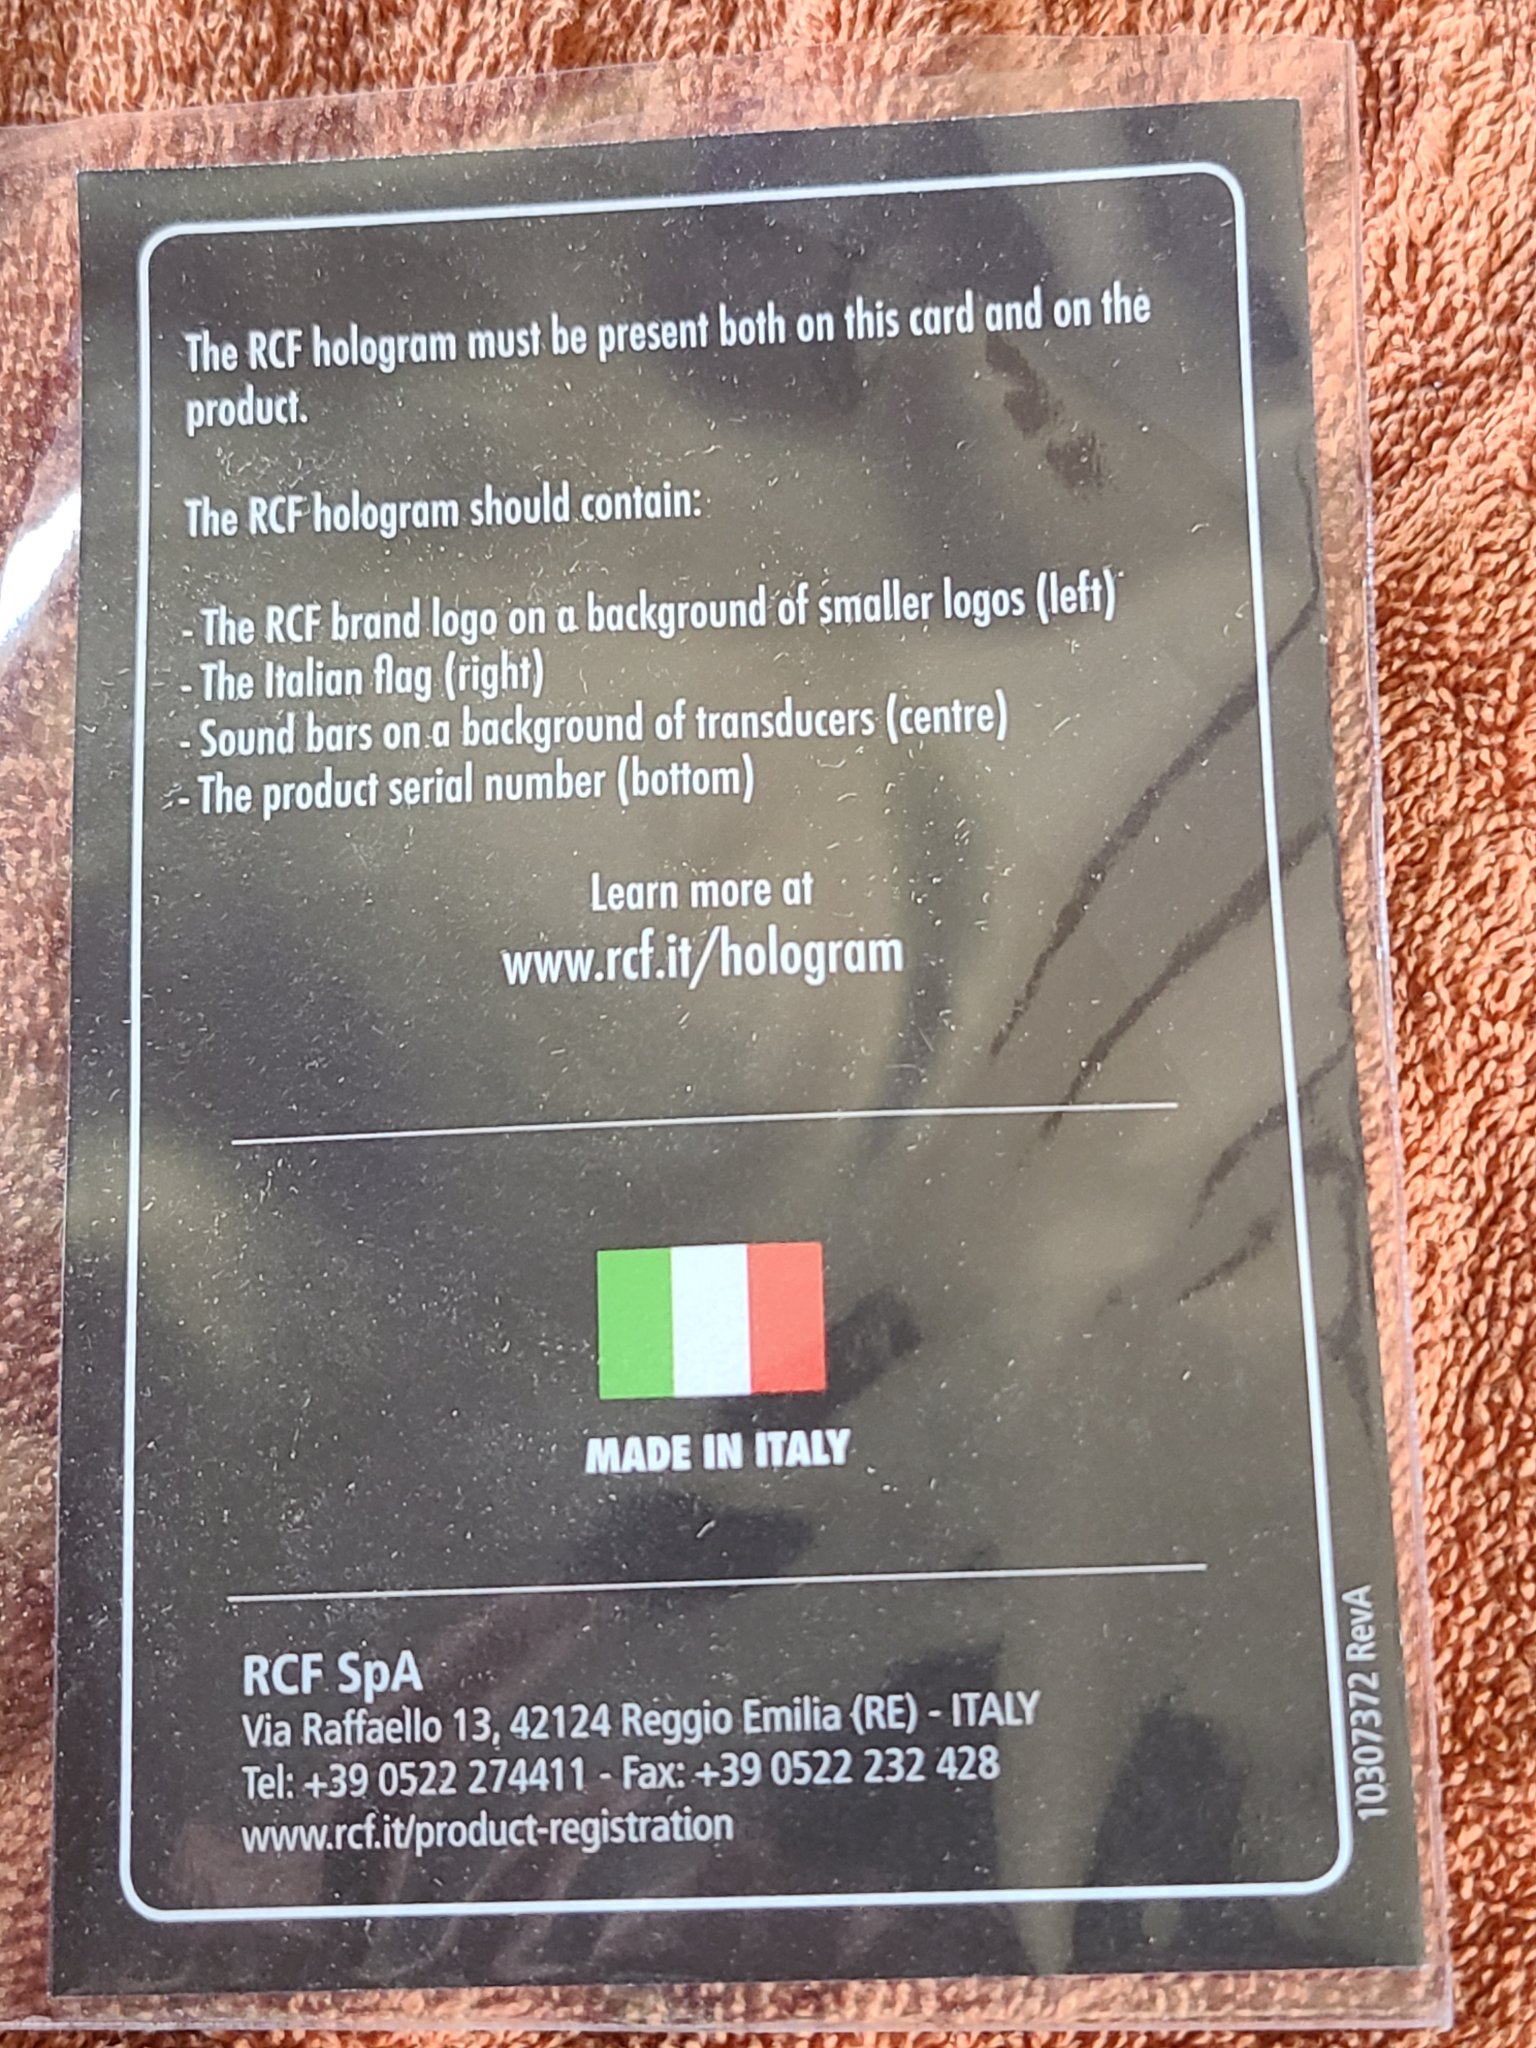 The RCF hologram must be present both on this card and on the
product.
The RCF hologram should contain:
- The RCF brand logo on a background of smaller logos (left)
- The Italian flag (right)
- Sound bars on a background of transducers (centre)
- The product serial number (bottom)
Learn more at
www.rcf.it/hologram
MADE IN ITALY
RCF SpA
Via Raffaello 13, 42124 Reggio Emilia (RE) - ITALY
Tel: +39 0522 274411 - Fax: +39 0522 232 428
www.rcf.it/product-registration
10307372 RevA